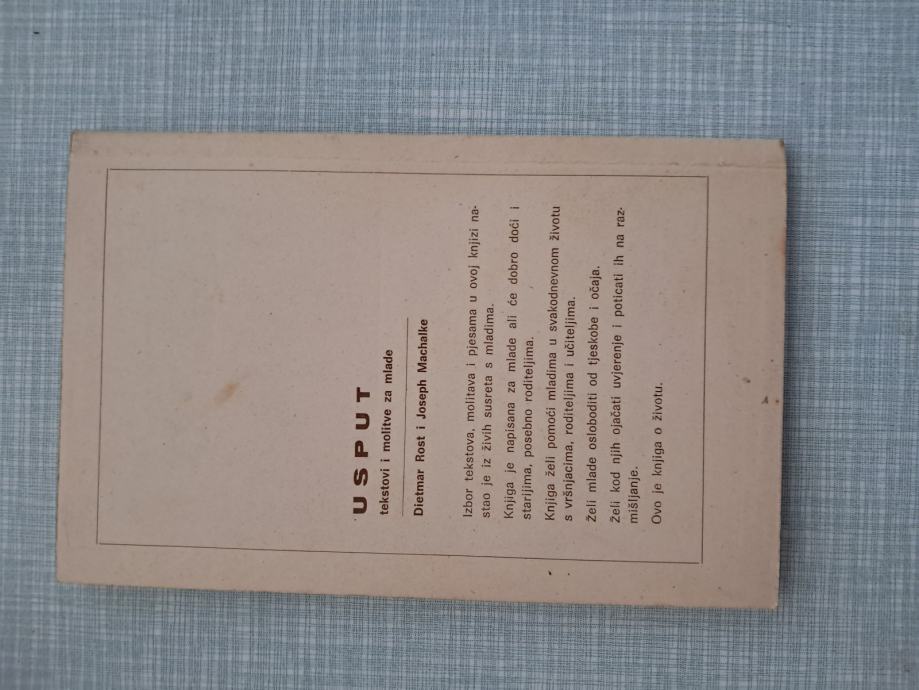 USPUT
tekstovi i molitve za mlade
Dietmar Rost i Joseph Machalke
Izbor tekstova, molitava i pjesama u ovoj knjizi na-
stao je iz živih susreta s mladima.
Knjiga je napisana za mlade ali će dobro doći i
starijima, posebno roditeljima.
Knjiga želi pomoći mladima u svakodnevnom životu
s vršnjacima, roditeljima i učiteljima.
Želi mlade osloboditi od tjeskobe i očaja.
Želi kod njih ojačati uvjerenje i poticati ih na raz-
mišljanje.
Ovo je knjiga o životu.